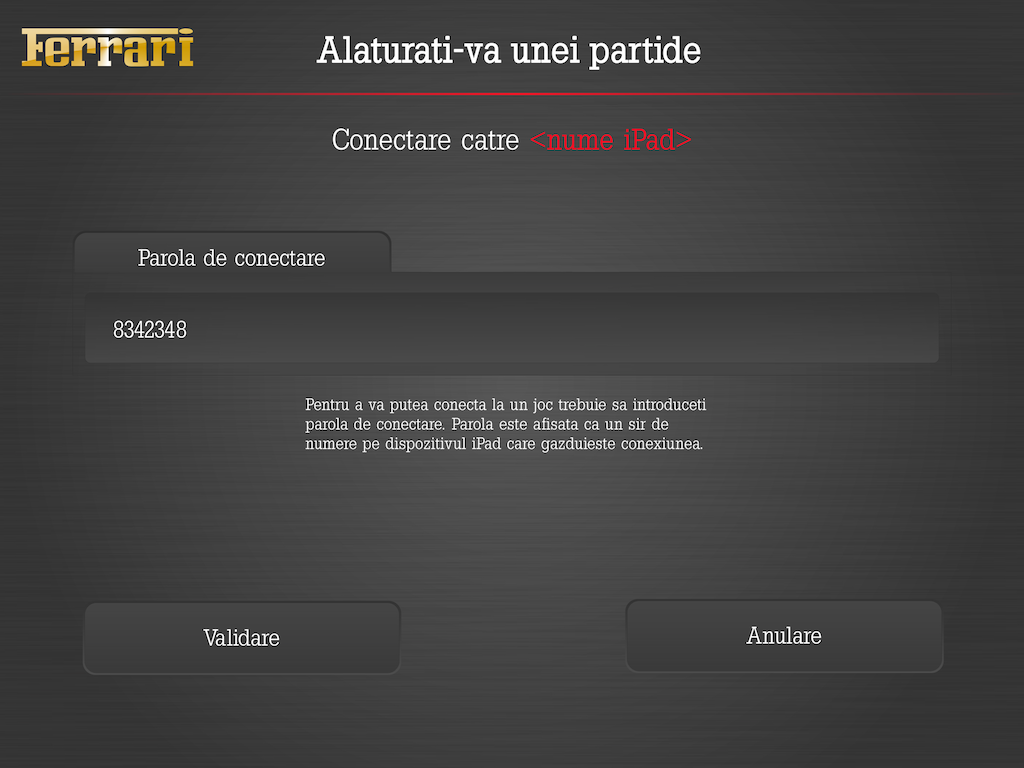 Ferrari
Alaturati-va unei partide
Conectare catre <nume iPad>
Parola de conectare
8342348
Pentru a va putea conecta la un joc trebuie sa introduceti
parola de conectare. Parola este afisata ca un sir de
numere pe dispozitivul iPad care gazduieste conexiunea.
Validare
Anulare